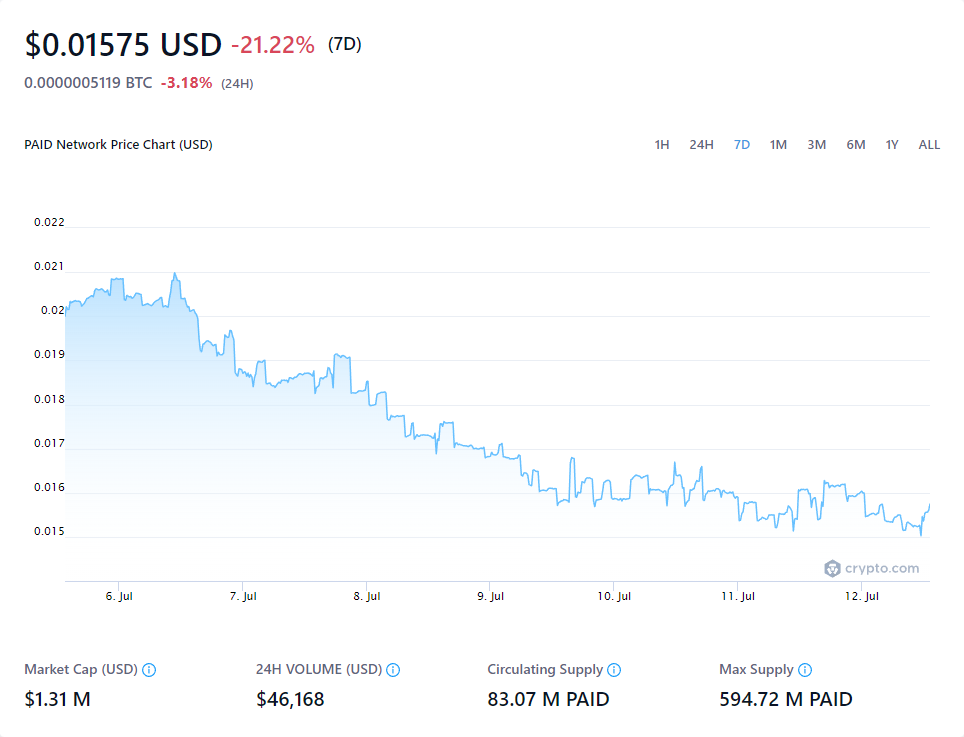 $0.01575 USD -21.22% (7D)
0.0000005119 BTC -3.18% (24H)
PAID Network Price Chart (USD) 1H 24H 7D 1M 3M 6M 1Y ALL
0.022
0.021
0.02
0.019
0.018
0.017
0.016
0.015
crypto.com
6. Jul 7. Jul 8. Jul 9. Jul 10. Jul 11. Jul 12. Jul
Market Cap (USD) 24H VOLUME (USD) Circulating Supply Max Supply
$1.31 M $46,168 83.07 M PAID 594.72 M PAID